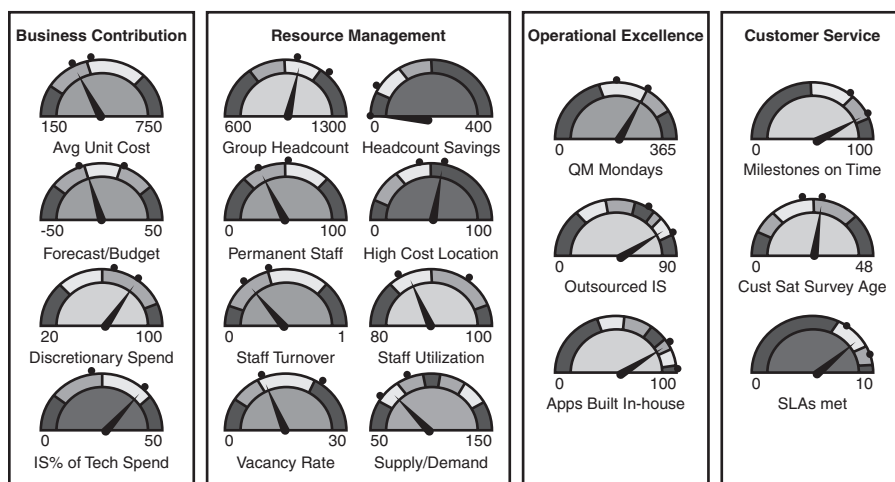 Business Contribution
150 750
Avg Unit Cost
-50 50
Forecast/Budget
20 100
Discretionary Spend
0 50
IS% of Tech Spend
Resource Management
600 1300 0 400
Group Headcount Headcount Savings
0 100 0 100
Permanent Staff High Cost Location
0 1 80 100
Staff Turnover Staff Utilization
0 30 50 150
Vacancy Rate Supply/Demand
Operational Excellence
0 365
QM Mondays
0 90
Outsourced IS
0 100
Apps Built In-house
Customer Service
0 100
Milestones on Time
0 48
Cust Sat Survey Age
0 10
SLAs met